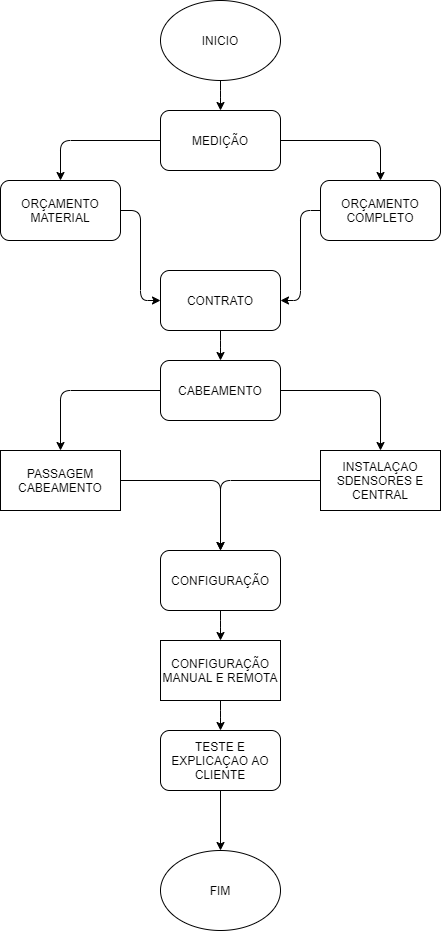 INICIO
MEDIÇÃO
ORÇAMENTO
MATERIAL
ORÇAMENTO
COMPLETO
CONTRATO
CABEAMENTO
PASSAGEM
CABEAMENTO
INSTALAÇAO
SDENSORES E
CENTRAL
CONFIGURAÇÃO
CONFIGURAÇÃO
MANUAL E REMOTA
TESTE E
EXPLICAÇAO AO
CLIENTE
FIM